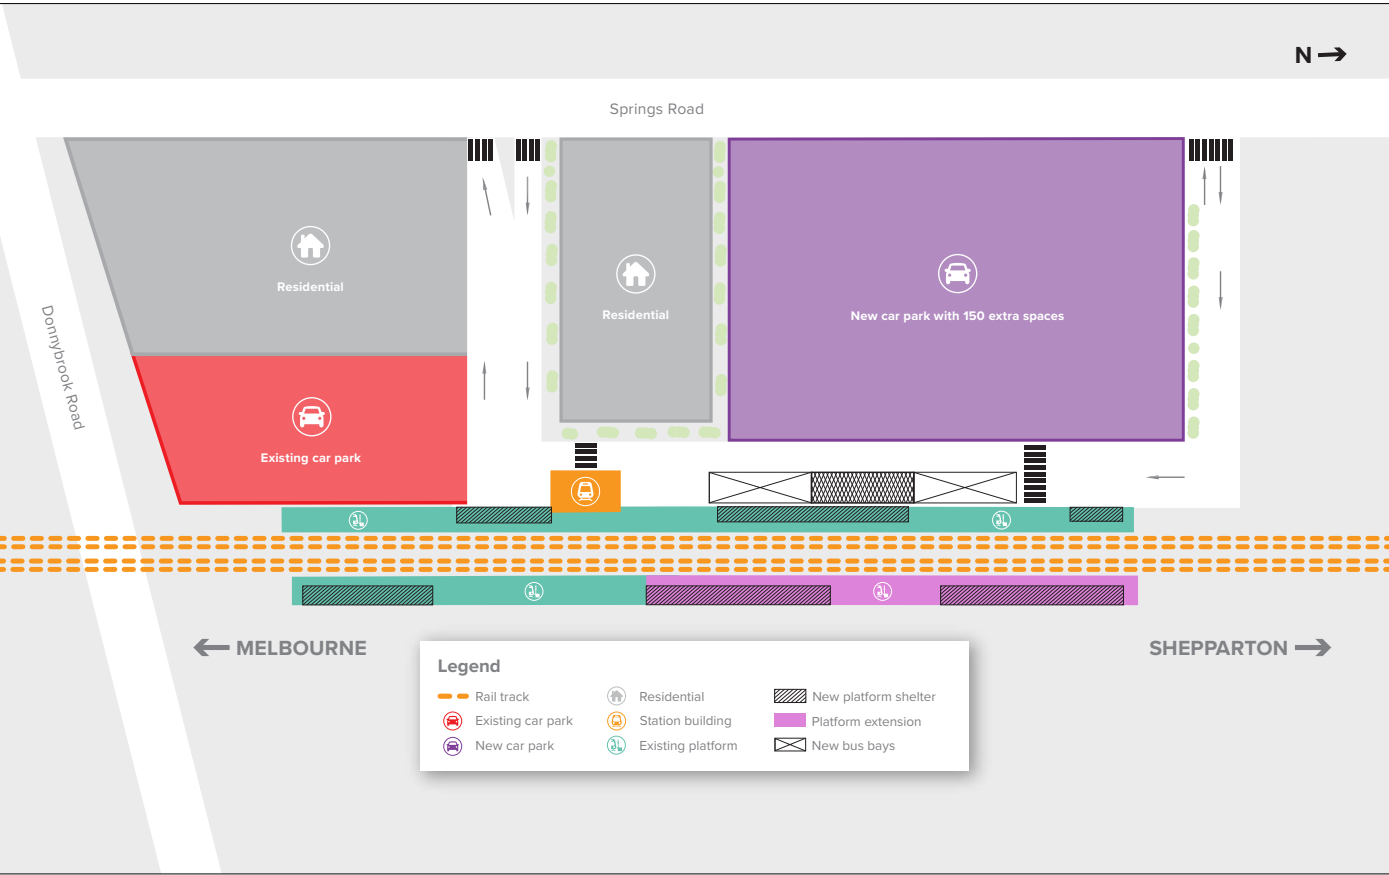 N
Springs Road
Residential
Residential
New car park with 150 extra spaces
Donnybrook Road
Existing car park
MELBOURNE
SHEPPARTON
Legend
Rail track
Residential
New platform shelter
Existing car park
Station building
Platform extension
New car park
Existing platform
New bus bays